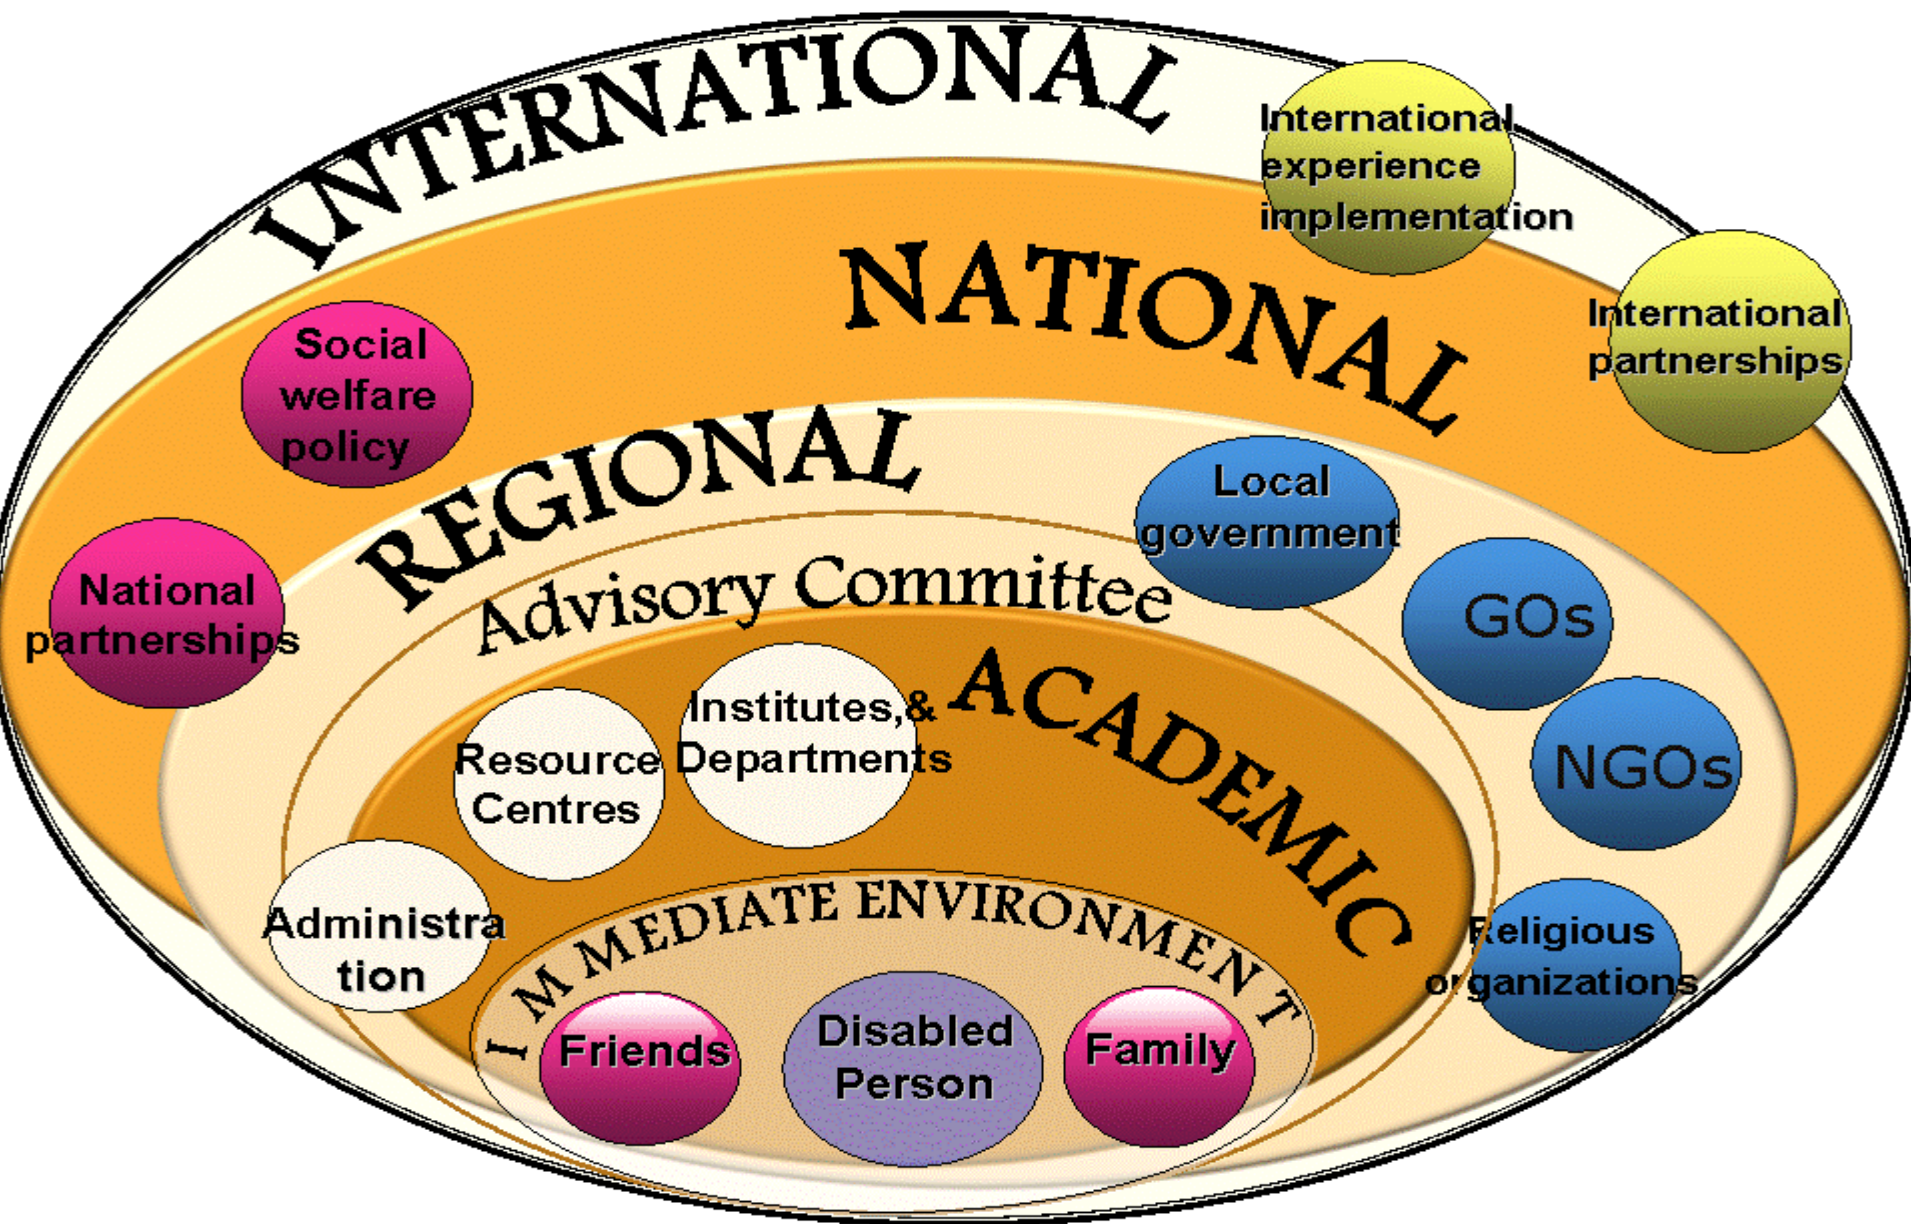 INTERNATIONAL
International
experience
implementation
NATIONAL
International
partnerships
Social
welfare
policy
REGIONAL
Local
government
National
partnerships
Advisory Committee
GOs
NGOs
ACADEMIC
Institutes,&
Departments
Resource
Centres
Administra
tion
Religious
organizations
IMMEDIATE ENVIRONMENT
Friends
Disabled
Person
Family